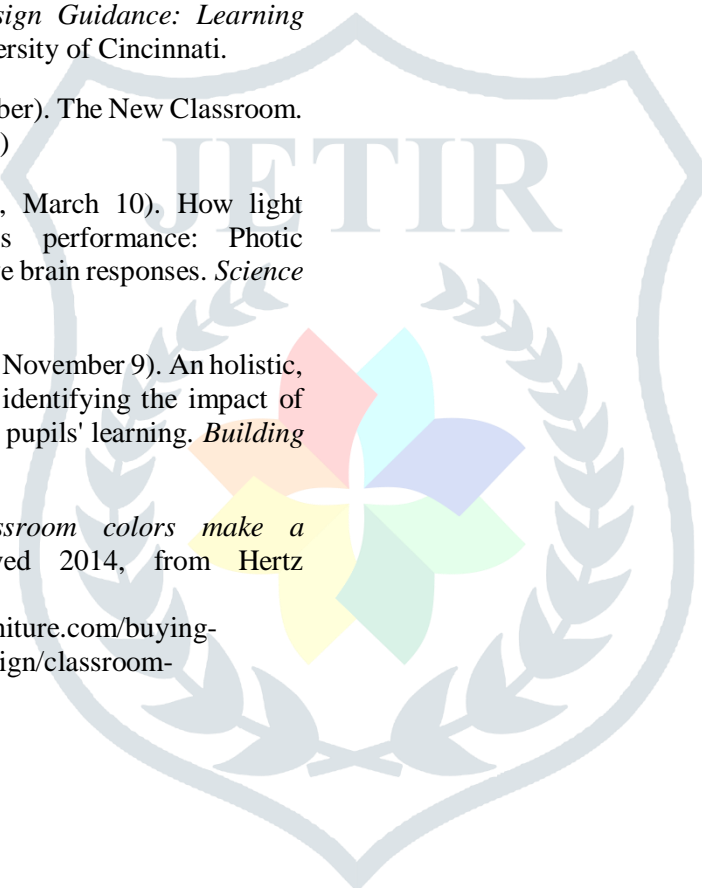 sign Guidance: Learning
ersity of Cincinnati.
ber). The New Classroom.
)
, March 10). How light
s performance: Photic
ve brain responses. Science
November 9). An holistic,
identifying the impact of
pupils' learning. Building
ssroom colors make a
ved 2014, from Hertz
niture.com/buying-
ign/classroom-
JETIR